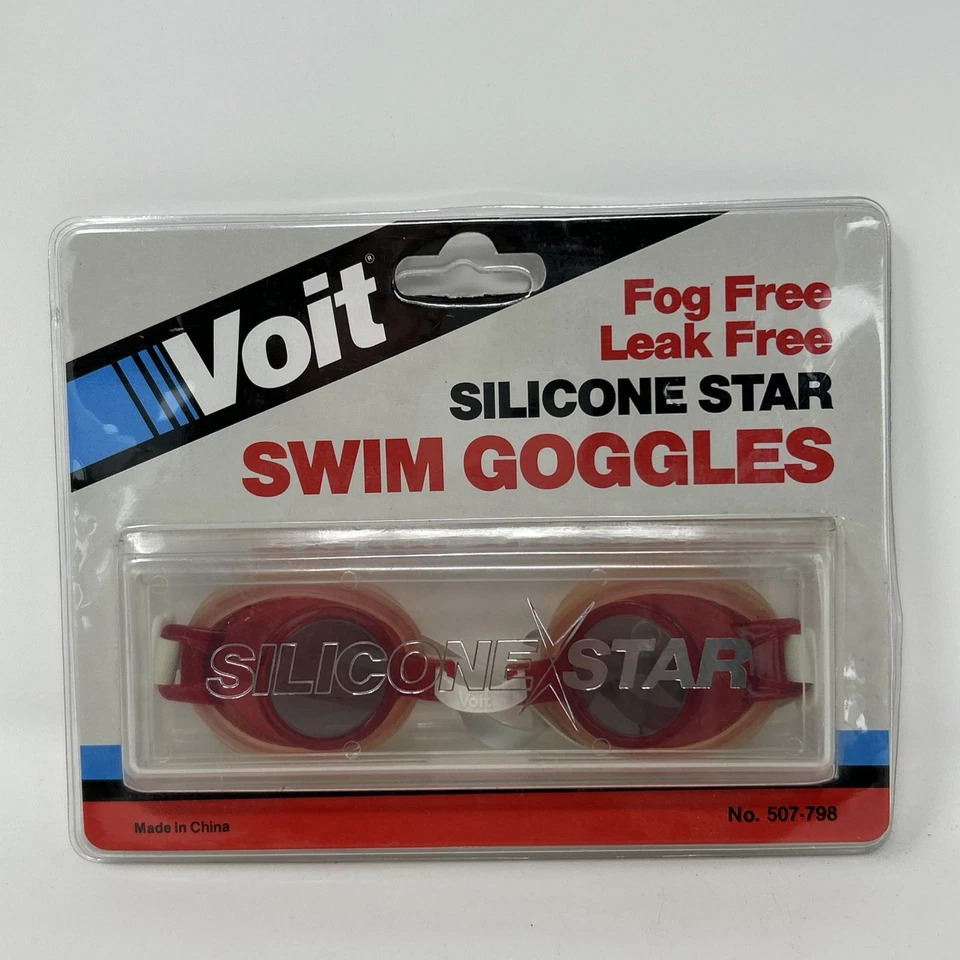 Voit®
Fog Free
Leak Free
SILICONE STAR
SWIM GOGGLES
SILICONE STAR
Voit
Made in China
No. 507-798